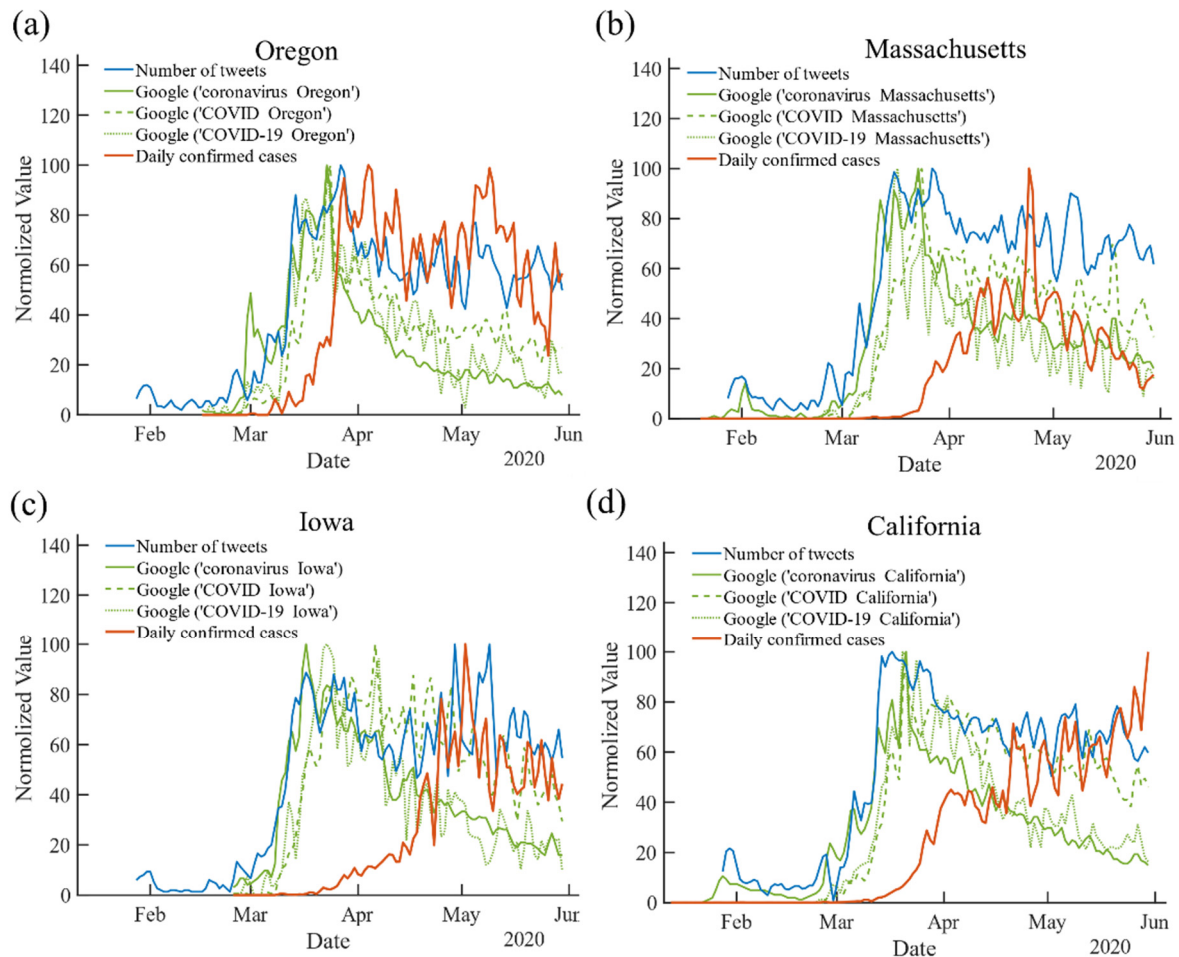 (a)
Oregon
140
120
100
80
60
40
20
0
Normolized Value
Number of tweets
Google ('coronavirus Oregon')
Google ('COVID Oregon')
Google ('COVID-19 Oregon')
Daily confirmed cases
Feb Mar Apr May Jun
Date 2020
(b)
Massachusetts
140
120
100
80
60
40
20
0
Normolized Value
Number of tweets
Google ('coronavirus Massachusetts')
Google ('COVID Massachusetts')
Google ('COVID-19 Massachusetts')
Daily confirmed cases
Feb Mar Apr May Jun
Date 2020
(c)
Iowa
140
120
100
80
60
40
20
0
Normolized Value
Number of tweets
Google ('coronavirus Iowa')
Google ('COVID Iowa')
Google ('COVID-19 Iowa')
Daily confirmed cases
Feb Mar Apr May Jun
Date 2020
(d)
California
140
120
100
80
60
40
20
0
Normolized Value
Number of tweets
Google ('coronavirus California')
Google ('COVID California')
Google ('COVID-19 California')
Daily confirmed cases
Feb Mar Apr May Jun
Date 2020